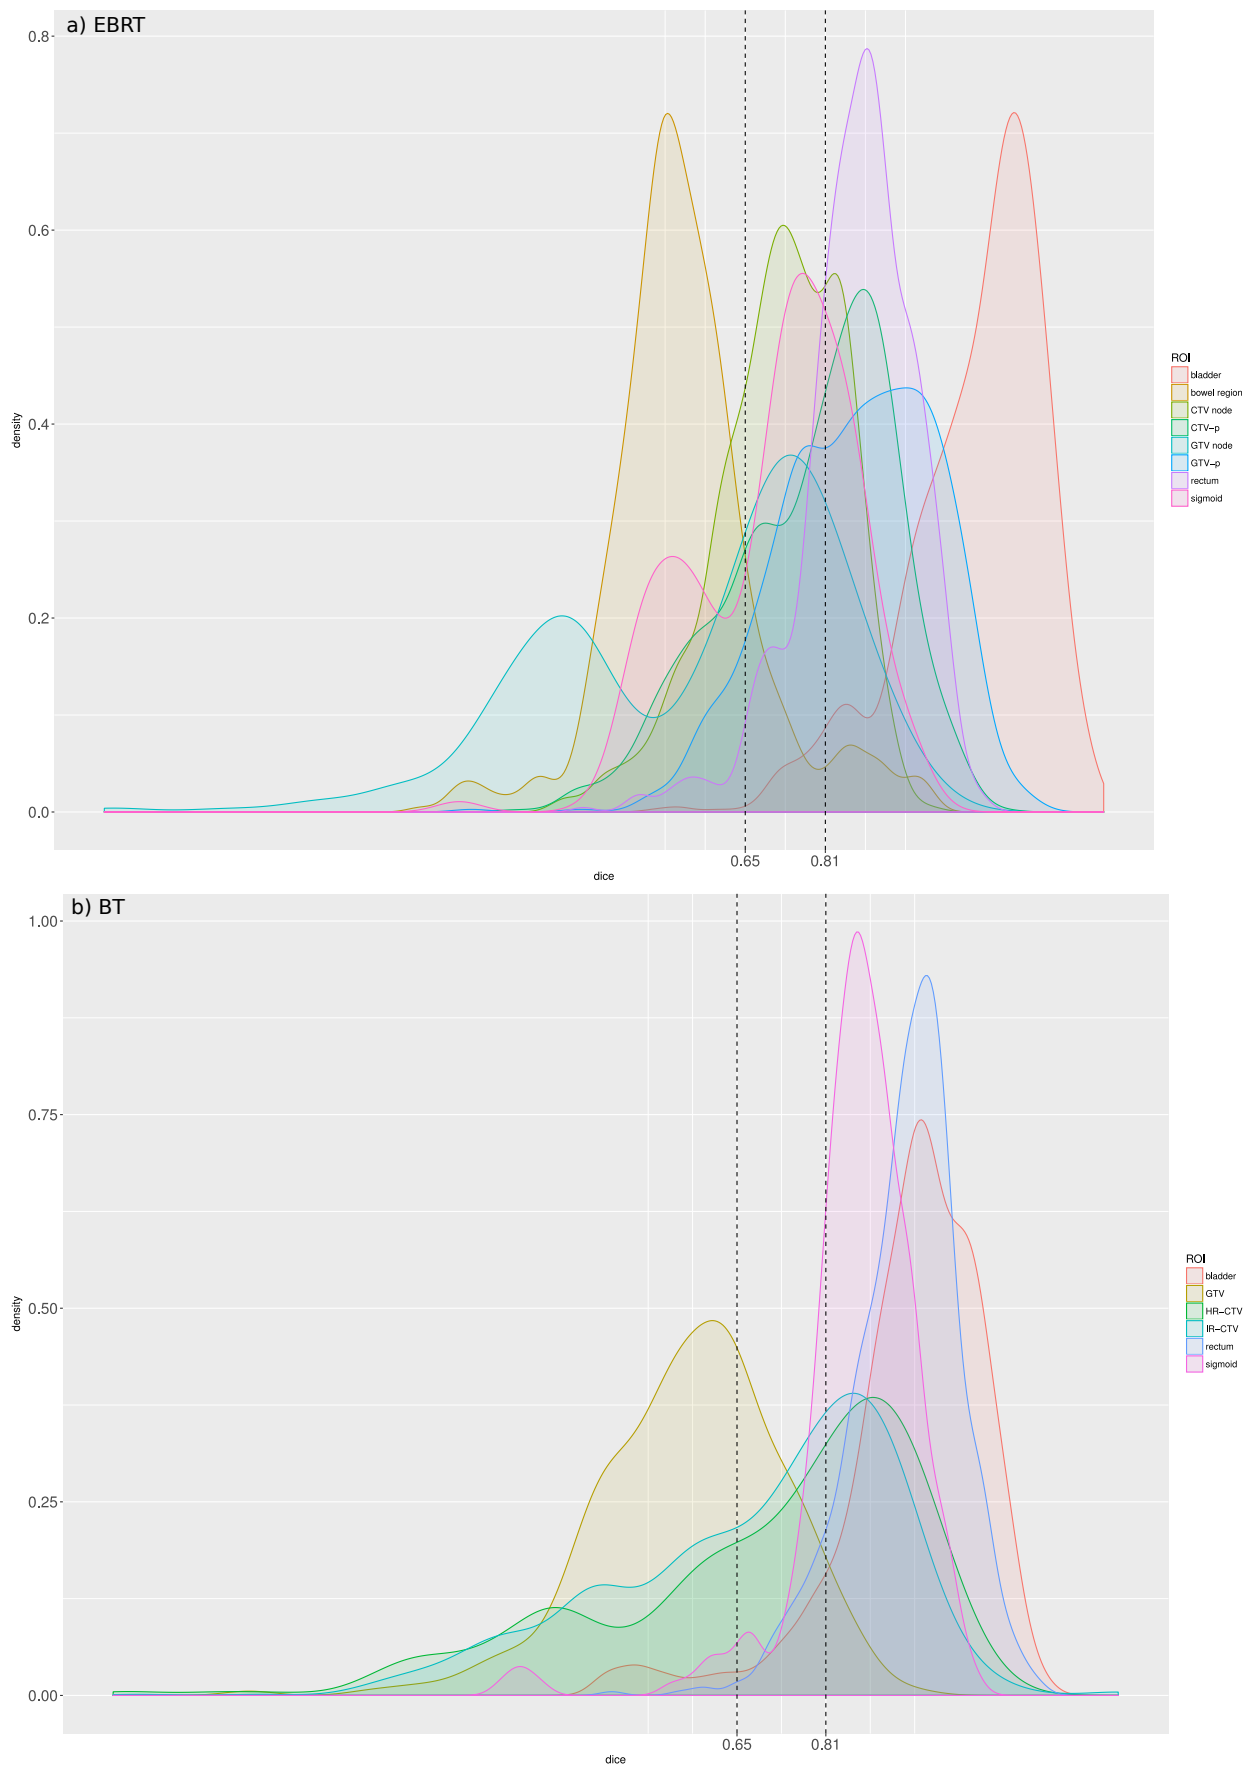 a) EBRT
0.8
0.6
0.4
0.2
0.0
density
0.65 0.81
dice
ROI
bladder
bowel region
CTV node
CTV-p
GTV node
GTV-p
rectum
sigmoid
b) BT
1.00
0.75
0.50
0.25
0.00
density
0.65 0.81
dice
ROI
bladder
GTV
HR-CTV
IR-CTV
rectum
sigmoid